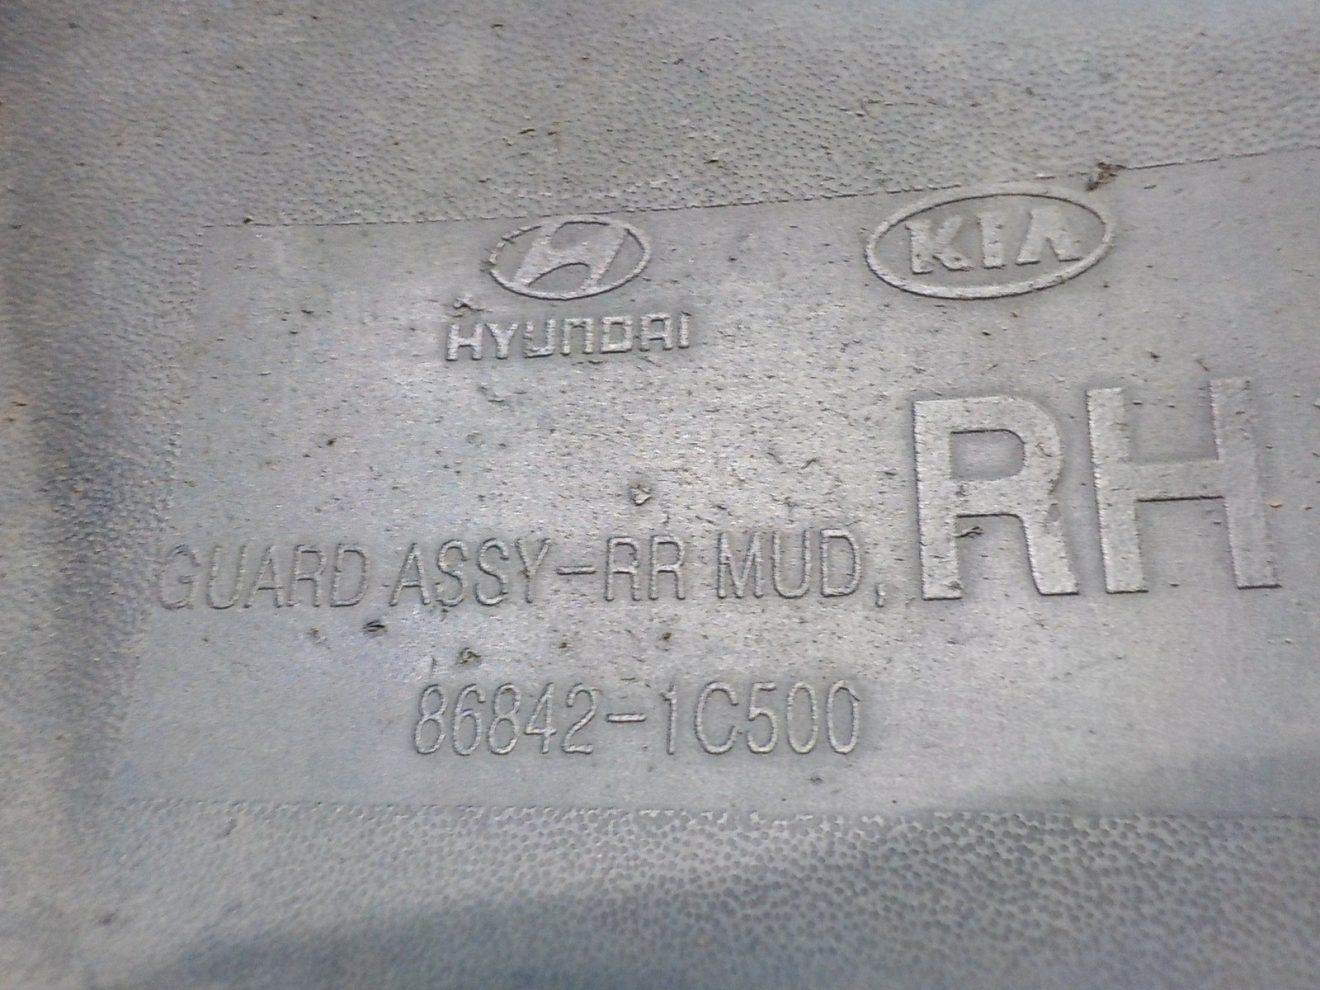 HYUNDAI KIA
GUARD ASSY-RR MUD, RH
86842-1C500